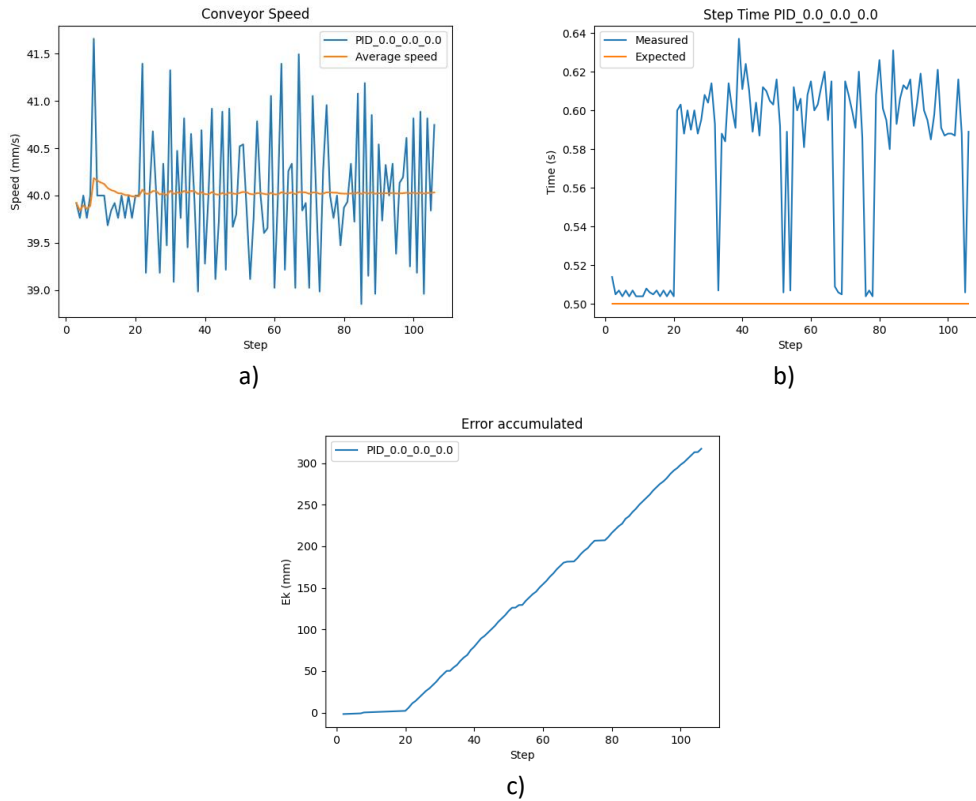 Conveyor Speed
PID_0.0_0.0_0.0
Average speed
41.5
41.0
40.5
40.0
39.5
39.0
Speed (mm/s)
0 20 40 60 80 100
Step
a)
Step Time PID_0.0_0.0_0.0
Measured
Expected
0.64
0.62
0.60
0.58
0.56
0.54
0.52
0.50
Time (s)
0 20 40 60 80 100
Step
b)
Error accumulated
PID_0.0_0.0_0.0
300
250
200
150
100
50
0
Ek (mm)
0 20 40 60 80 100
Step
c)